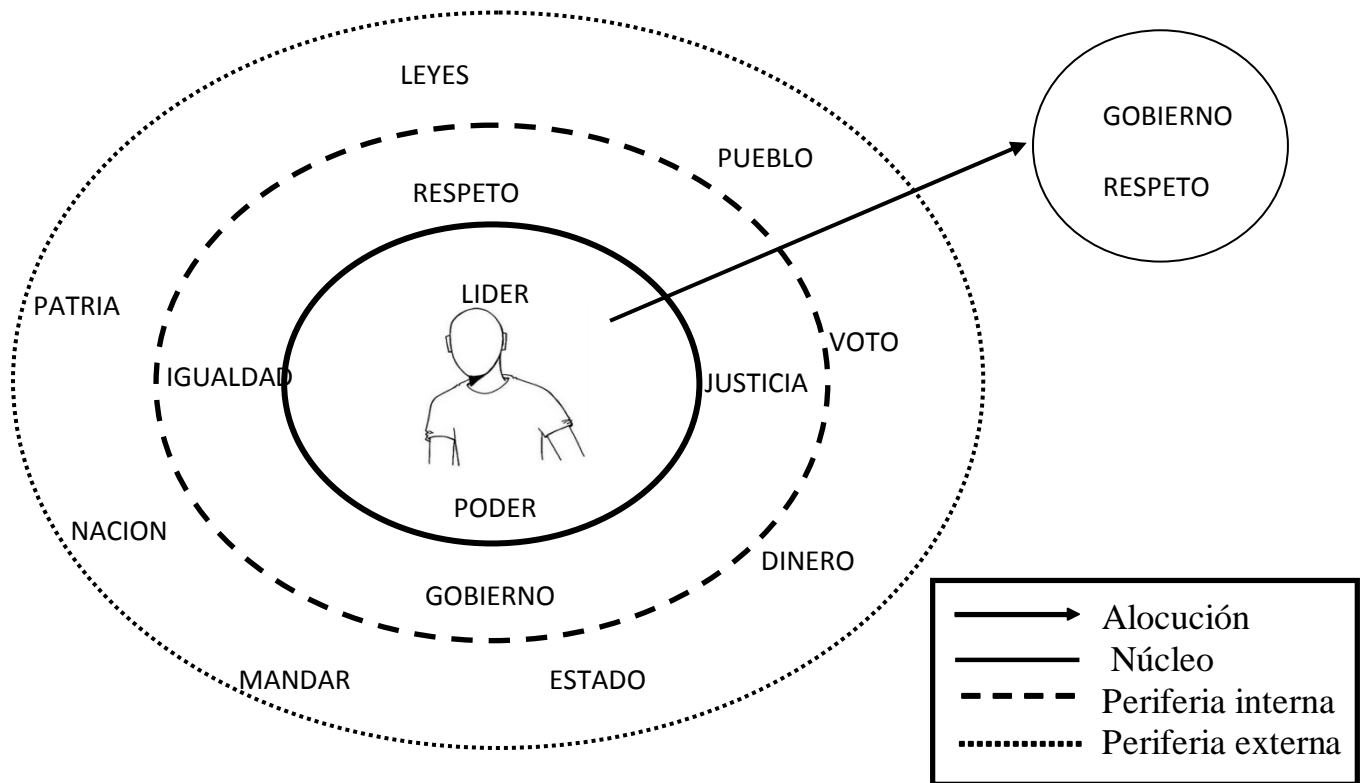 LEYES
GOBIERNO
PUEBLO
RESPETO
RESPETO
LIDER
PATRIA
VOTO
IGUALDAD
JUSTICIA
PODER
NACION
DINERO
GOBIERNO
MANDAR
ESTADO
Alocución
Núcleo
Periferia interna
Periferia externa